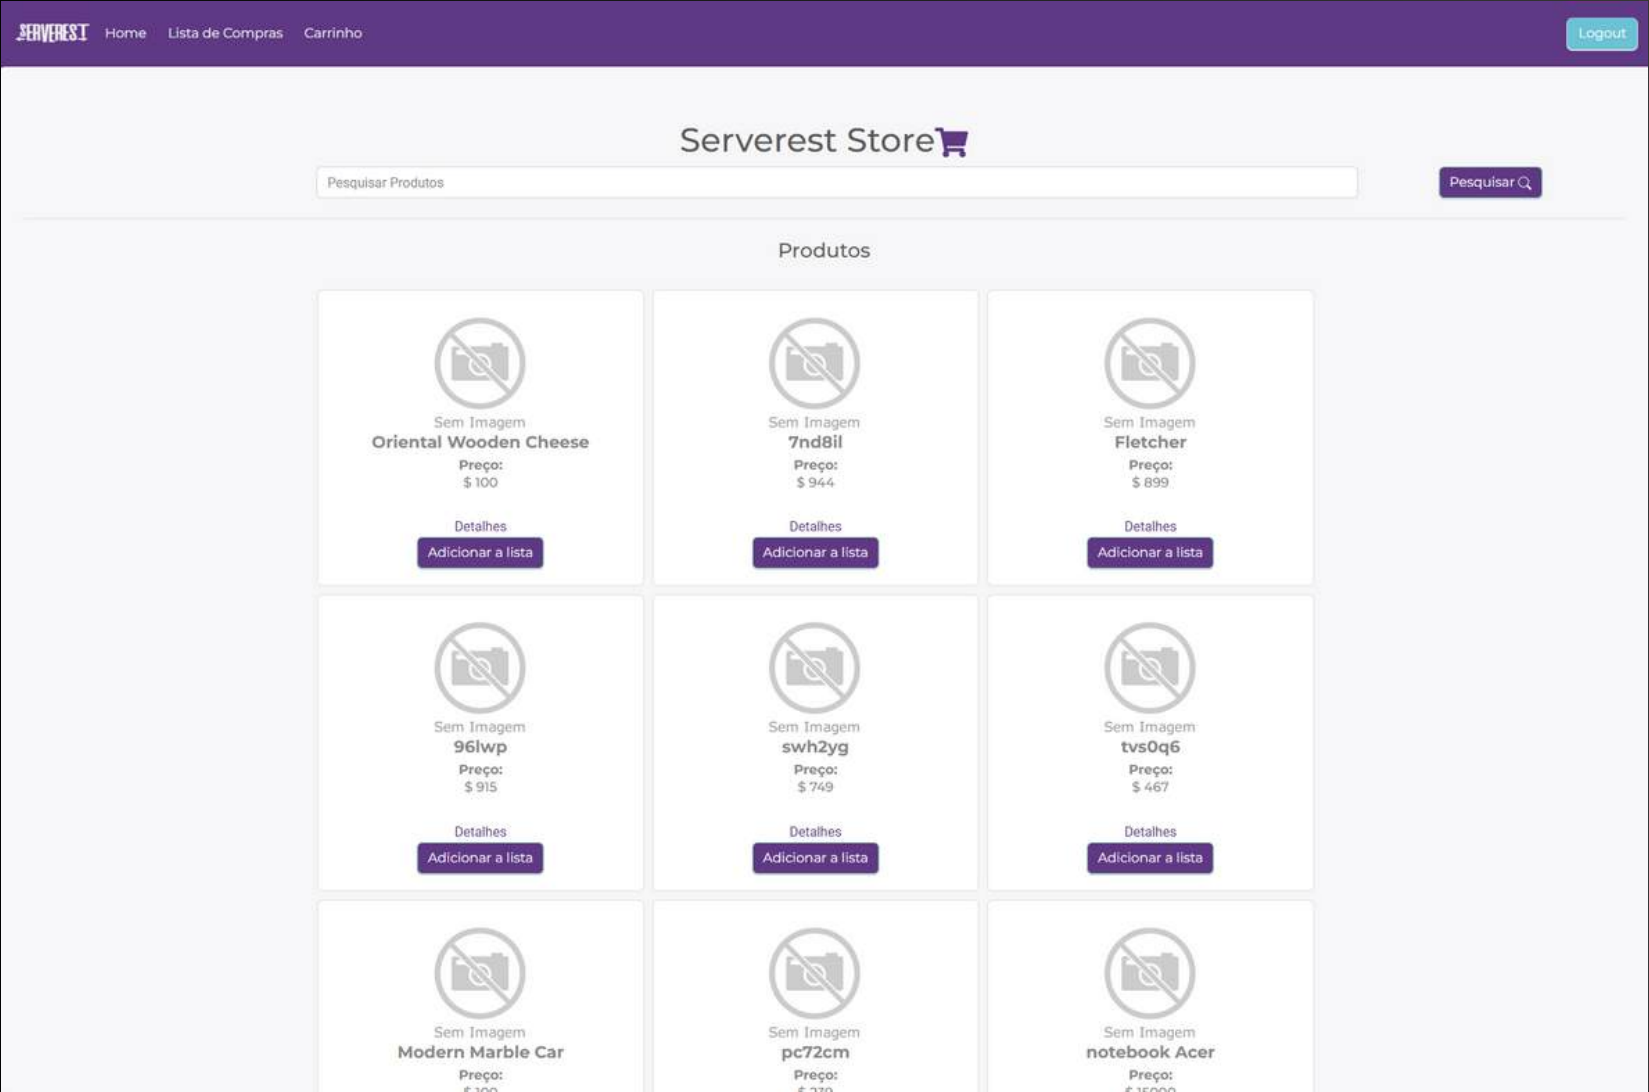 SERVEREST Home Lista de Compras Carrinho Logout
Serverest Store
Pesquisar Produtos Pesquisar
Produtos
Sem Imagem Sem Imagem Sem Imagem
Oriental Wooden Cheese 7nd8il Fletcher
Preço: Preço: Preço:
$ 100 $ 944 $ 899
Detalhes Detalhes Detalhes
Adicionar a lista Adicionar a lista Adicionar a lista
Sem Imagem Sem Imagem Sem Imagem
96lwp swh2yg tvs0q6
Preço: Preço: Preço:
$ 915 $ 749 $ 467
Detalhes Detalhes Detalhes
Adicionar a lista Adicionar a lista Adicionar a lista
Sem Imagem Sem Imagem Sem Imagem
Modern Marble Car pc72cm notebook Acer
Preço: Preço: Preço:
$ 100 $ 239 $ 15000